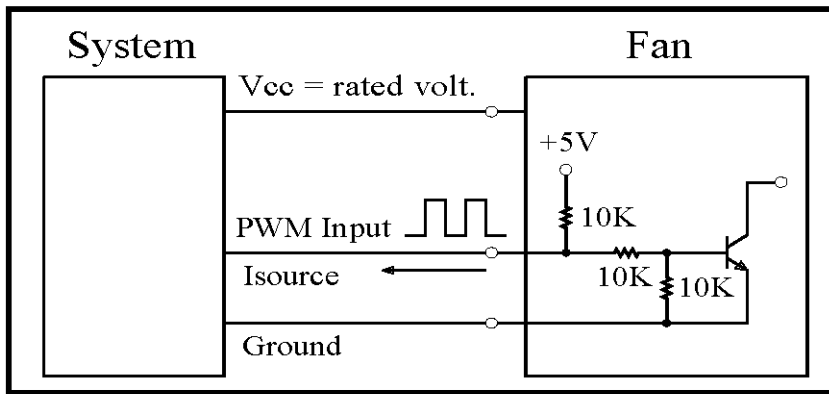 System
Fan
Vcc = rated volt.
+5V
10K
PWM Input
10K
10K
Isource
Ground